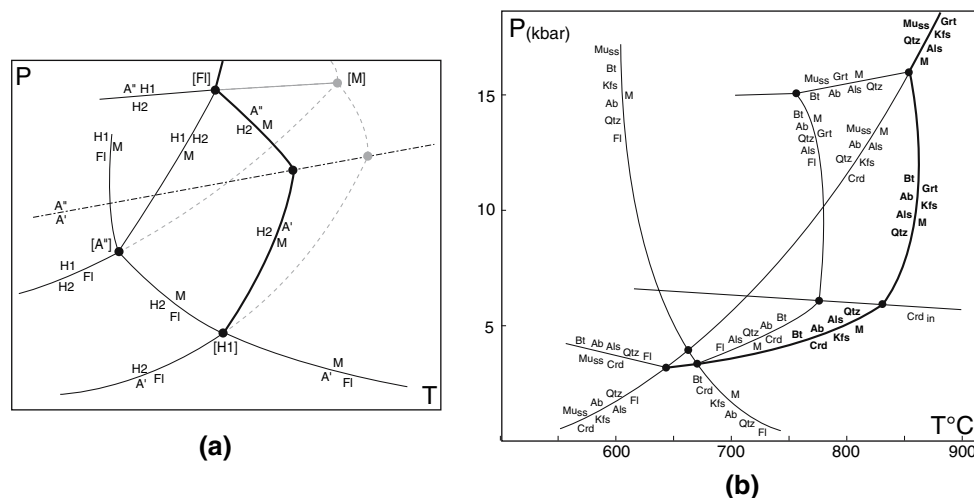 P
[Fl]
[M]
A" H1
H2
A"
H2 M
H1
Fl M
H1 H2
M
A"
A'
[A"]
H2 A'
M
H1
H2 Fl
M
H2
Fl
[H1]
H2
A' Fl
M
A' Fl
T
(a)
P(kbar)
15
10
5
600
700
800
900
T°C
Muss
Bt
Kfs
Ab
Qtz
Fl
M
Muss Grt M
Bt Ab Als Qtz
Muss
Qtz
Grt
Kfs
Als
M
Bt
Ab
Qtz
Als
Fl
M
Grt
Muss M
Ab Als
Qtz Kfs
Crd
Bt
Ab
Als
Qtz
Grt
Kfs
M
Crd in
Bt Ab Als Qtz Fl
Muss Crd
Fl Als Qtz Ab Bt
M Crd
Bt Ab Als Qtz
Crd Kfs M
Muss Ab Qtz Fl
Crd Kfs Als
Bt
Crd
Kfs M
Ab
Qtz
Fl
(b)